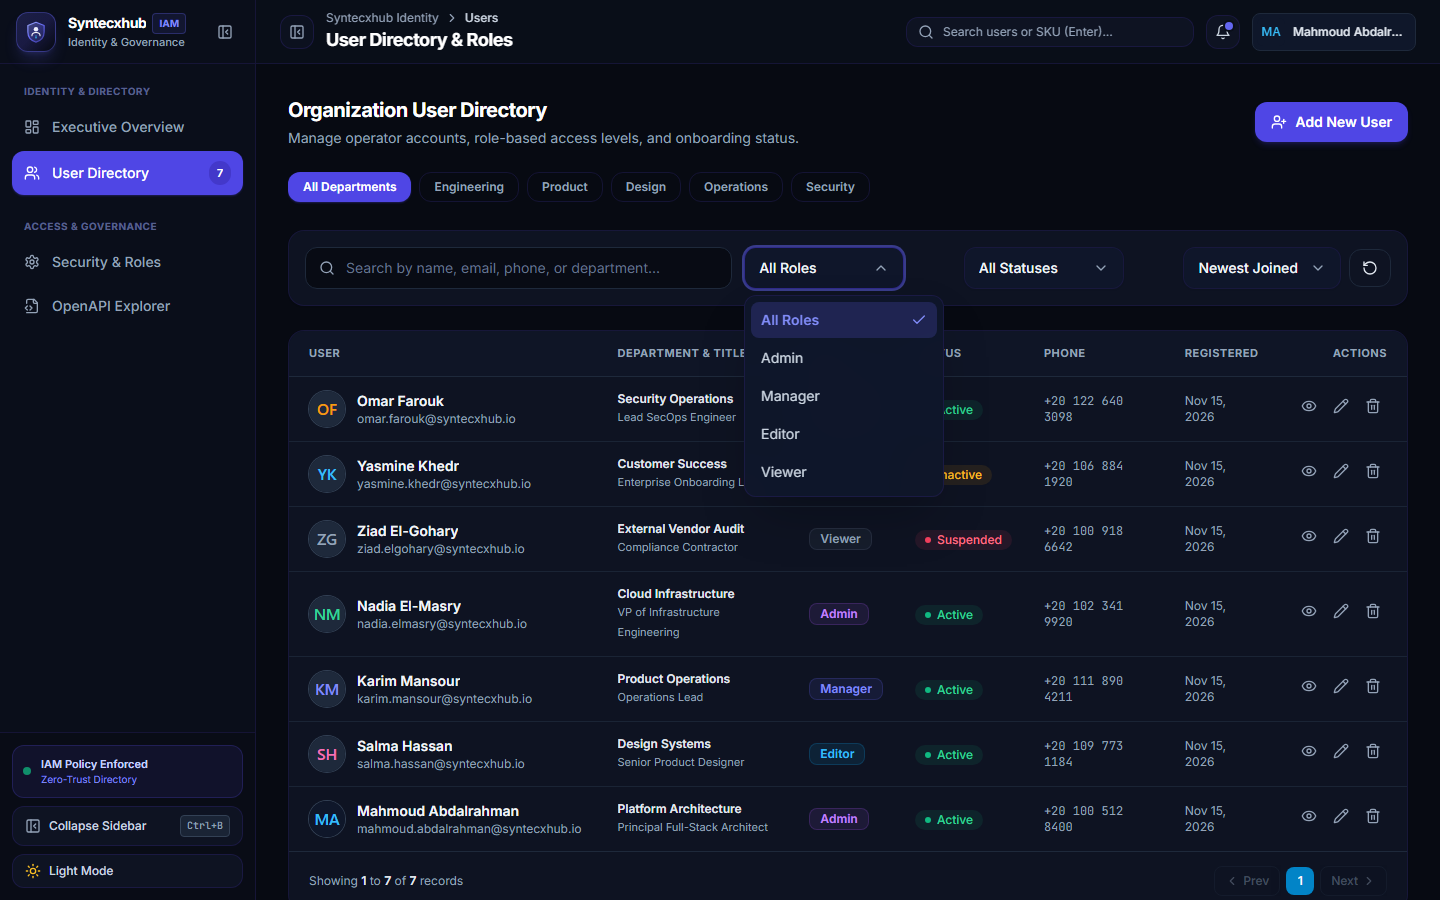 Syntecxhub IAM
Identity & Governance
Syntecxhub Identity > Users
User Directory & Roles
Search users or SKU (Enter)...
MA Mahmoud Abdalr...
IDENTITY & DIRECTORY
Executive Overview
User Directory 7
ACCESS & GOVERNANCE
Security & Roles
OpenAPI Explorer
IAM Policy Enforced
Zero-Trust Directory
Collapse Sidebar Ctrl+B
Light Mode
Organization User Directory
Manage operator accounts, role-based access levels, and onboarding status.
Add New User
All Departments Engineering Product Design Operations Security
Search by name, email, phone, or department...
All Roles
All Statuses
Newest Joined
All Roles
Admin
Manager
Editor
Viewer
USER DEPARTMENT & TITLE PHONE REGISTERED ACTIONS
OF Omar Farouk
omar.farouk@syntecxhub.io
Security Operations
Lead SecOps Engineer
+20 122 640
3098
Nov 15,
2026
YK Yasmine Khedr
yasmine.khedr@syntecxhub.io
Customer Success
Enterprise Onboarding
+20 106 884
1920
Nov 15,
2026
ZG Ziad El-Gohary
ziad.elgohary@syntecxhub.io
External Vendor Audit
Compliance Contractor
Viewer
Suspended
+20 100 918
6642
Nov 15,
2026
NM Nadia El-Masry
nadia.elmasry@syntecxhub.io
Cloud Infrastructure
VP of Infrastructure
Engineering
Admin
Active
+20 102 341
9920
Nov 15,
2026
KM Karim Mansour
karim.mansour@syntecxhub.io
Product Operations
Operations Lead
Manager
Active
+20 111 890
4211
Nov 15,
2026
SH Salma Hassan
salma.hassan@syntecxhub.io
Design Systems
Senior Product Designer
Editor
Active
+20 109 773
1184
Nov 15,
2026
MA Mahmoud Abdalrahman
mahmoud.abdalrahman@syntecxhub.io
Platform Architecture
Principal Full-Stack Architect
Admin
Active
+20 100 512
8400
Nov 15,
2026
Showing 1 to 7 of 7 records
Prev 1 Next